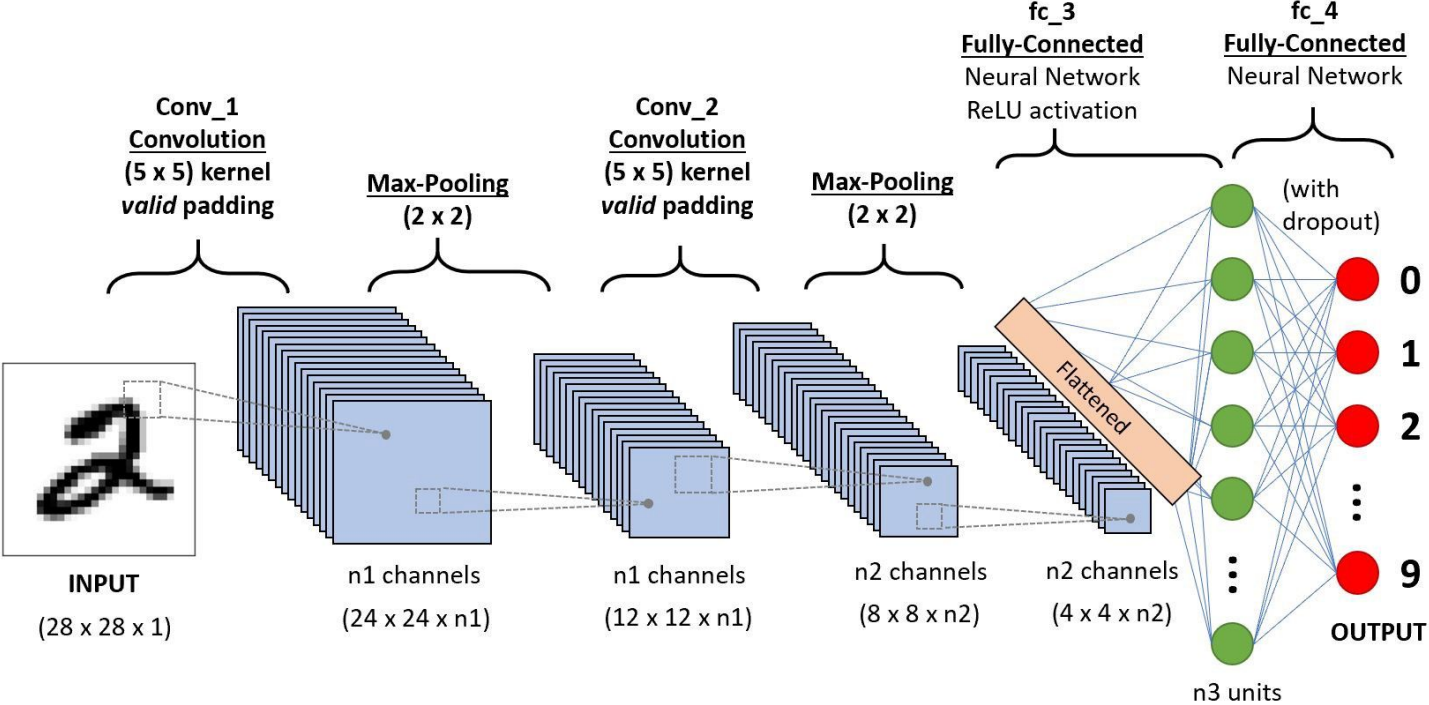 Conv_1
Convolution
(5 x 5) kernel
valid padding
Max-Pooling
(2 x 2)
Conv_2
Convolution
(5 x 5) kernel
valid padding
Max-Pooling
(2 x 2)
fc_3
Fully-Connected
Neural Network
ReLU activation
fc_4
Fully-Connected
Neural Network
(with
dropout)
Flattened
0
1
2
9
OUTPUT
INPUT
(28 x 28 x 1)
n1 channels
(24 x 24 x n1)
n1 channels
(12 x 12 x n1)
n2 channels
(8 x 8 x n2)
n2 channels
(4 x 4 x n2)
n3 units